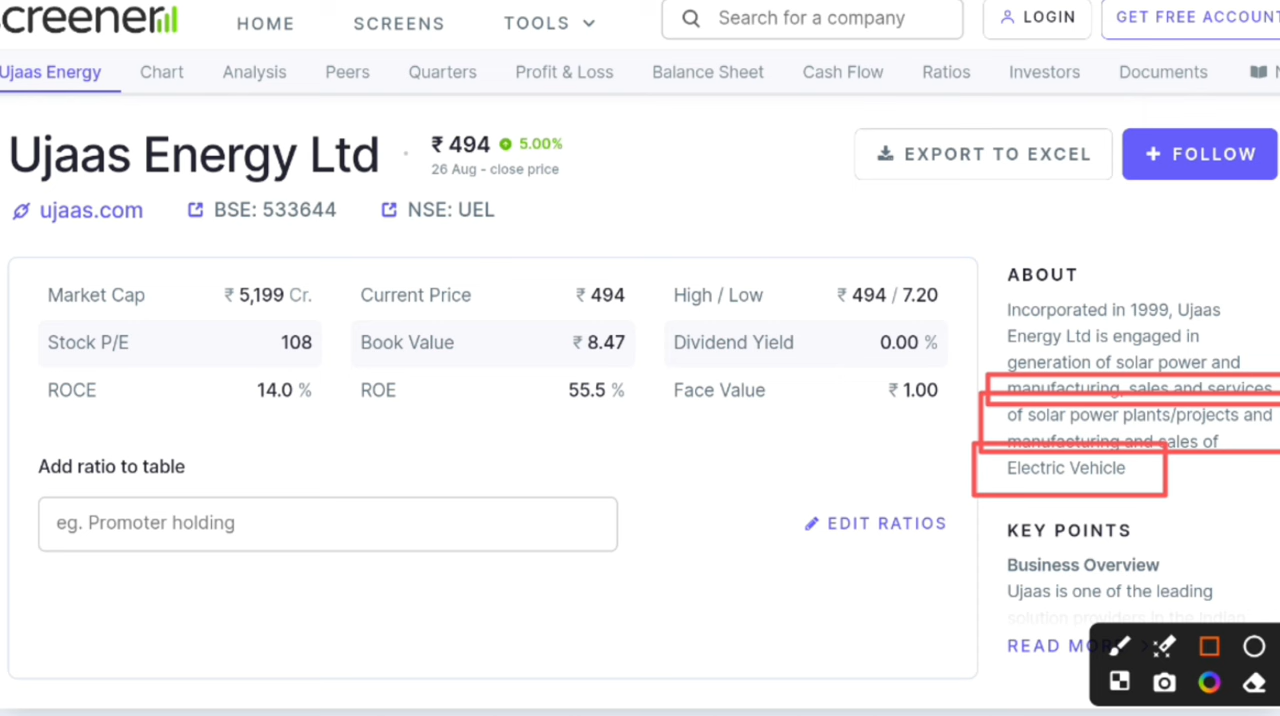 screener
HOME SCREENS TOOLS Search for a company LOGIN GET FREE ACCOUNT
Ujaas Energy Chart Analysis Peers Quarters Profit & Loss Balance Sheet Cash Flow Ratios Investors Documents
Ujaas Energy Ltd
₹ 494 5.00%
26 Aug - close price
EXPORT TO EXCEL + FOLLOW
ujaas.com BSE: 533644 NSE: UEL
Market Cap ₹ 5,199 Cr. Current Price ₹ 494 High / Low ₹ 494 / 7.20
Stock P/E 108 Book Value ₹ 8.47 Dividend Yield 0.00 %
ROCE 14.0 % ROE 55.5 % Face Value ₹ 1.00
Add ratio to table
eg. Promoter holding
EDIT RATIOS
ABOUT
Incorporated in 1999, Ujaas
Energy Ltd is engaged in
generation of solar power and
manufacturing, sales and services
of solar power plants/projects and
manufacturing and sales of
Electric Vehicle
KEY POINTS
Business Overview
Ujaas is one of the leading
solution providers in the Indian
READ MORE